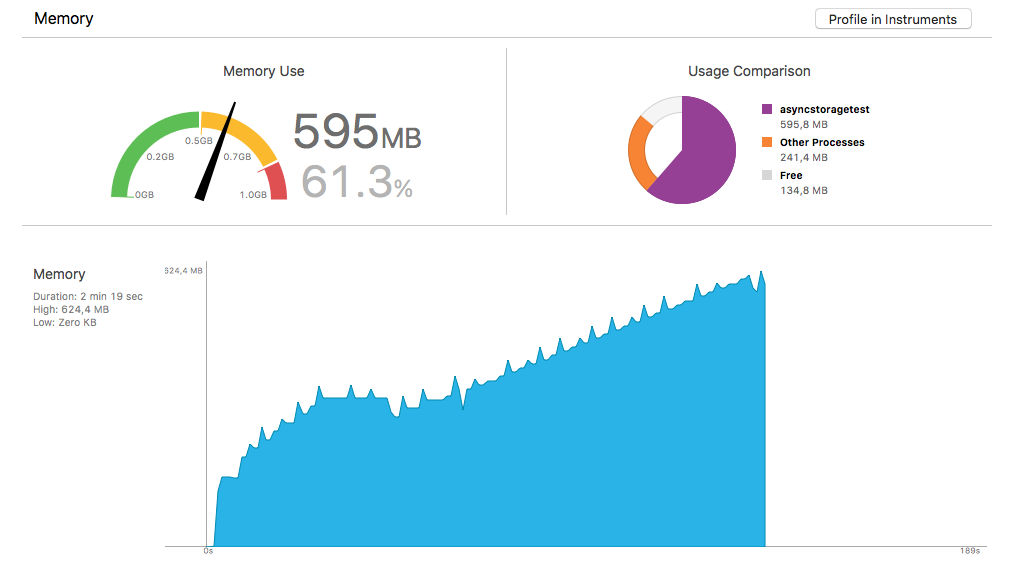 Memory
Profile in Instruments
Memory Use
0GB
0.2GB
0.5GB
0.7GB
1.0GB
595MB
61.3%
Usage Comparison
asyncstoragetest
595,8 MB
Other Processes
241,4 MB
Free
134,8 MB
Memory
Duration: 2 min 19 sec
High: 624,4 MB
Low: Zero KB
624,4 MB
0s
189s